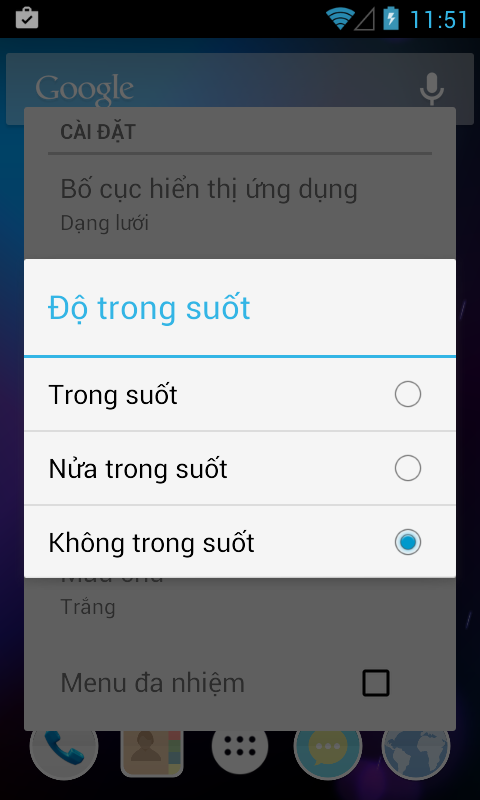 11:51
Google
CÀI ĐẶT
Bố cục hiển thị ứng dụng
Dạng lưới
Độ trong suốt
Trong suốt
Nửa trong suốt
Không trong suốt
Trắng
Menu đa nhiệm